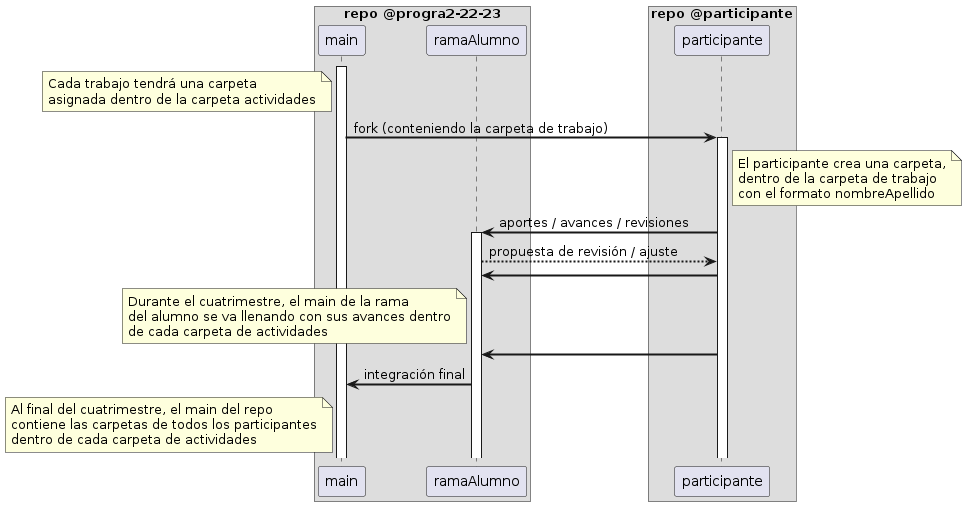 repo @progra2-22-23
repo @participante
main
ramaAlumno
participante
Cada trabajo tendrá una carpeta
asignada dentro de la carpeta actividades
fork (conteniendo la carpeta de trabajo)
El participante crea una carpeta,
dentro de la carpeta de trabajo
con el formato nombreApellido
aportes / avances / revisiones
propuesta de revisión / ajuste
Durante el cuatrimestre, el main de la rama
del alumno se va llenando con sus avances dentro
de cada carpeta de actividades
integración final
Al final del cuatrimestre, el main del repo
contiene las carpetas de todos los participantes
dentro de cada carpeta de actividades
main
ramaAlumno
participante